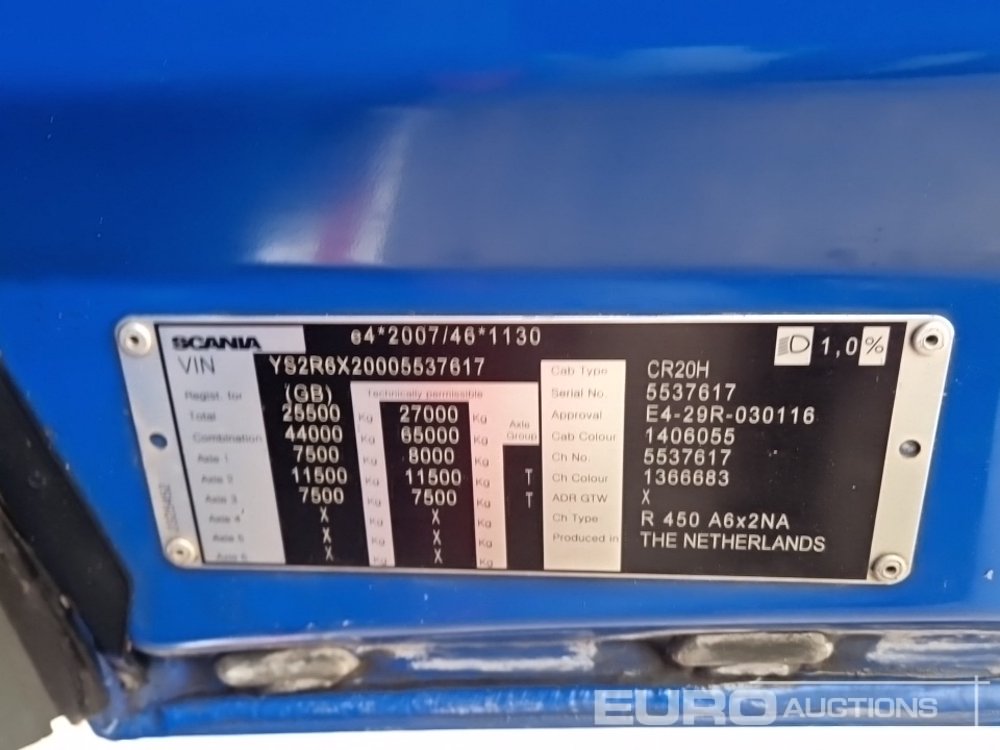 SCANIA e4*2007/46*1130 1,0%
VIN YS2R6X20005537617
Regist. for (GB) Technically permissible
Total 25500 Kg 27000 Kg Axle Group
Combination 44000 Kg 65000 Kg
Axle 1 7500 Kg 8000 Kg
Axle 2 11500 Kg 11500 Kg T
Axle 3 7500 Kg 7500 Kg T
Axle 4 X Kg X Kg
Axle 5 X Kg X Kg
Axle 6 X Kg X Kg
Cab Type CR20H
Serial No 5537617
Approval E4-29R-030116
Cab Colour 1406055
Ch No. 5537617
Ch Colour 1366683
ADR GTW X
Ch Type R 450 A6x2NA
Produced in THE NETHERLANDS
EURO AUCTIONS